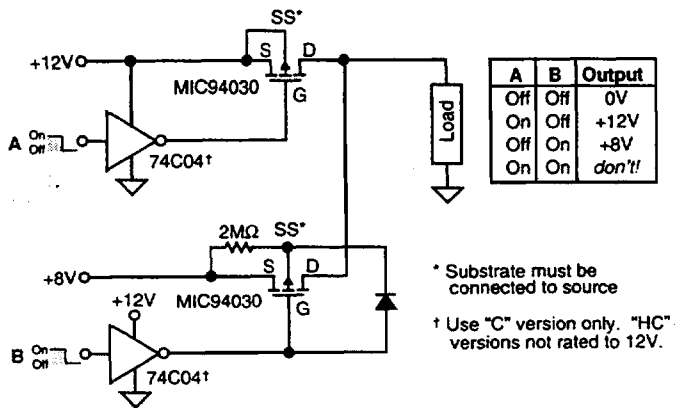 SS*
+12V
S
D
MIC94030
G
A
On
Off
74C04†
Load
A B Output
Off Off 0V
On Off +12V
Off On +8V
On On don't!
2MΩ
SS*
+8V
S
D
MIC94030
G
+12V
B
On
Off
74C04†
* Substrate must be
connected to source
† Use "C" version only. "HC"
versions not rated to 12V.